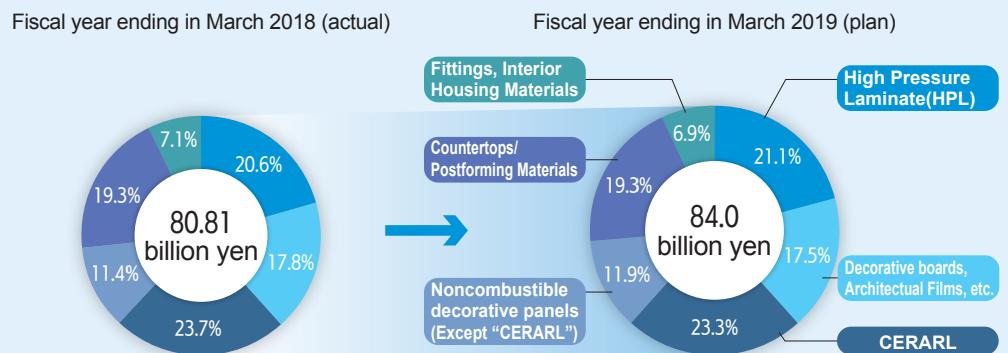 Fiscal year ending in March 2018 (actual)
7.1%
20.6%
19.3%
80.81
billion yen
11.4%
17.8%
23.7%
Fiscal year ending in March 2019 (plan)
Fittings, Interior
Housing Materials
High Pressure
Laminate(HPL)
6.9%
21.1%
Countertops/
Postforming Materials
19.3%
84.0
billion yen
11.9%
17.5%
Decorative boards,
Architectual Films, etc.
Noncombustible
decorative panels
(Except “CERARL”)
23.3%
CERARL